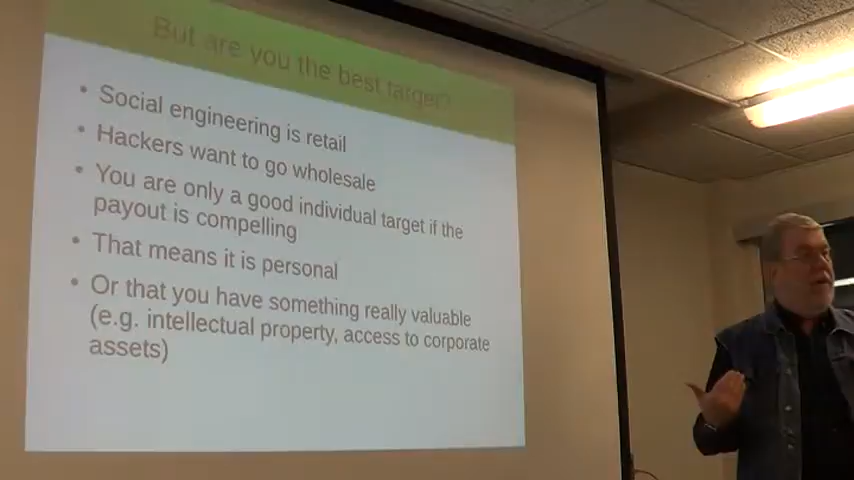 But are you the best target?
• Social engineering is retail
• Hackers want to go wholesale
• You are only a good individual target if the
payout is compelling
• That means it is personal
• Or that you have something really valuable
(e.g. intellectual property, access to corporate
assets)